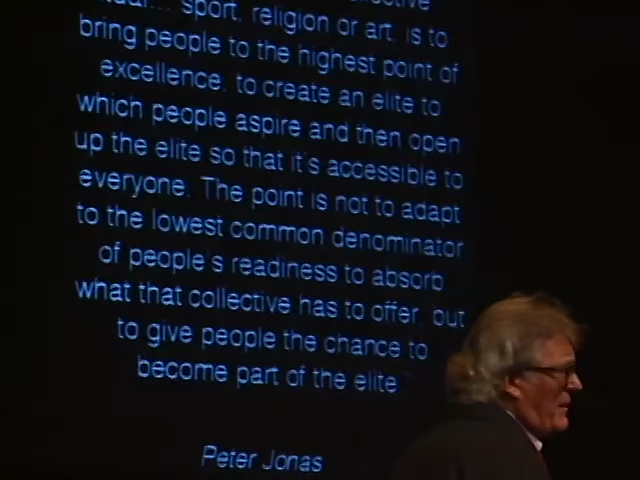 sport, religion or art, is to
bring people to the highest point of
excellence, to create an elite to
which people aspire and then open
up the elite so that it's accessible to
everyone. The point is not to adapt
to the lowest common denominator
of people's readiness to absorb
what that collective has to offer, but
to give people the chance to
become part of the elite."
Peter Jonas